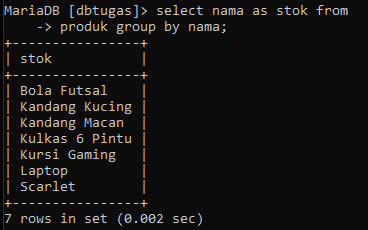 MariaDB [dbtugas]> select nama as stok from
    -> produk group by nama;
+----------------+
| stok           |
+----------------+
| Bola Futsal    |
| Kandang Kucing |
| Kandang Macan  |
| Kulkas 6 Pintu |
| Kursi Gaming   |
| Laptop         |
| Scarlet        |
+----------------+
7 rows in set (0.002 sec)